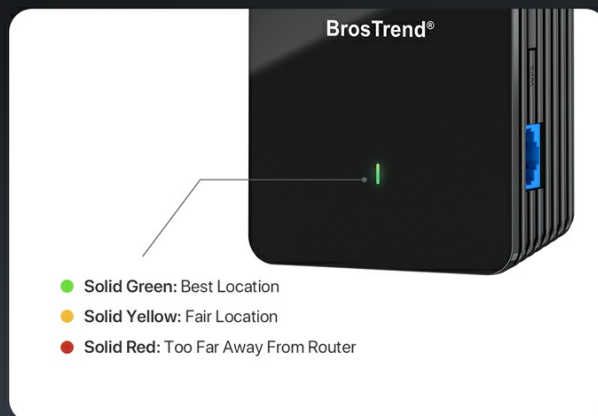 BrosTrend®
Solid Green: Best Location
Solid Yellow: Fair Location
Solid Red: Too Far Away From Router